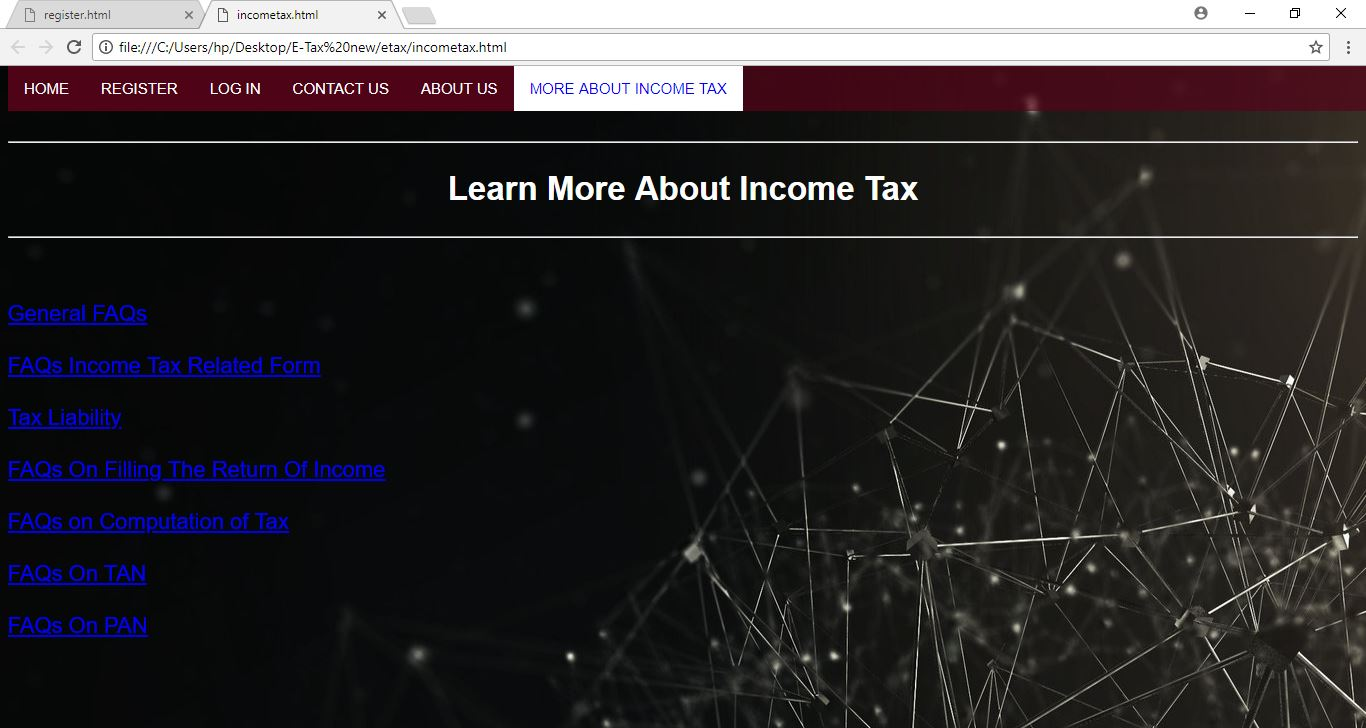 register.html
incometax.html
file:///C:/Users/hp/Desktop/E-Tax%20new/etax/incometax.html
HOME REGISTER LOG IN CONTACT US ABOUT US MORE ABOUT INCOME TAX
Learn More About Income Tax
General FAQs
FAQs Income Tax Related Form
Tax Liability
FAQs On Filling The Return Of Income
FAQs on Computation of Tax
FAQs On TAN
FAQs On PAN